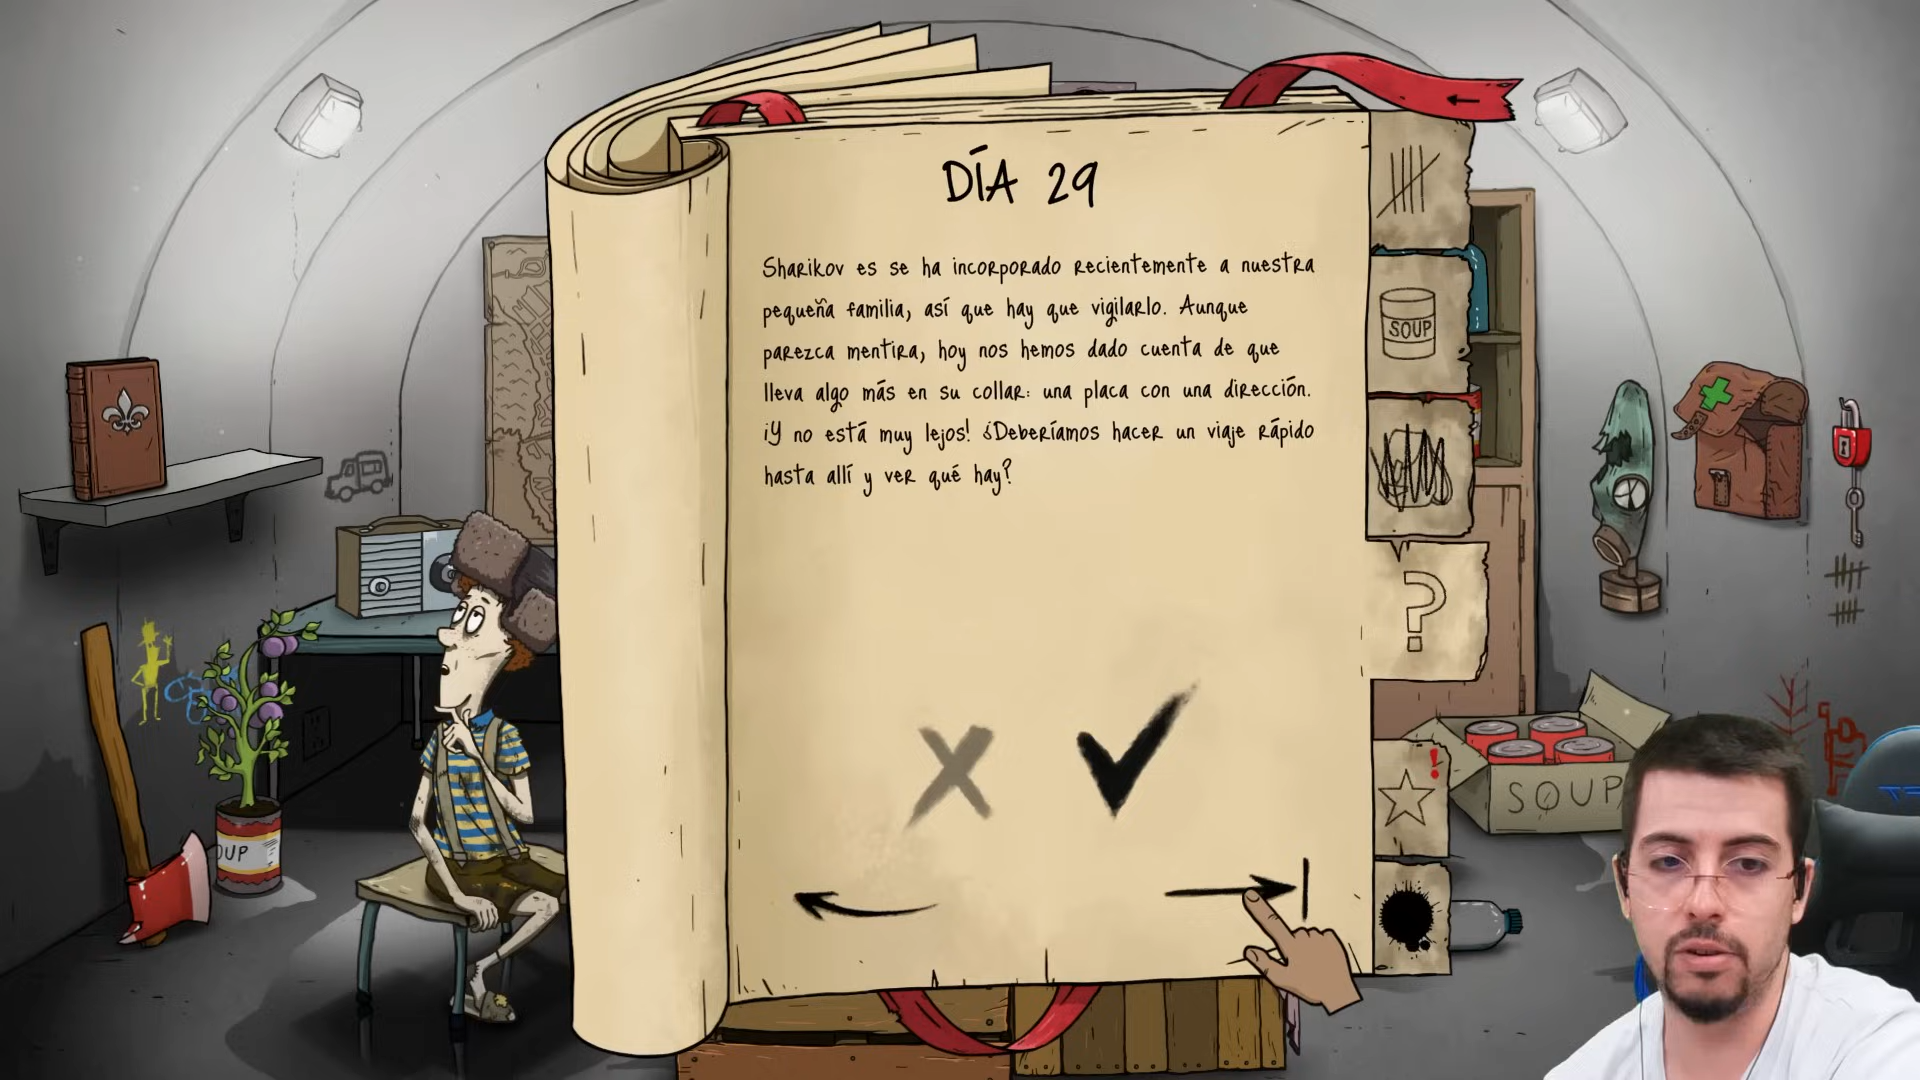 DÍA 29
Sharikov es se ha incorporado recientemente a nuestra
pequeña familia, así que hay que vigilarlo. Aunque
parezca mentira, hoy nos hemos dado cuenta de que
lleva algo más en su collar: una placa con una dirección.
¡Y no está muy lejos! ¿Deberíamos hacer un viaje rápido
hasta allí y ver qué hay?
SOUP
?
!
OUP
SOUP